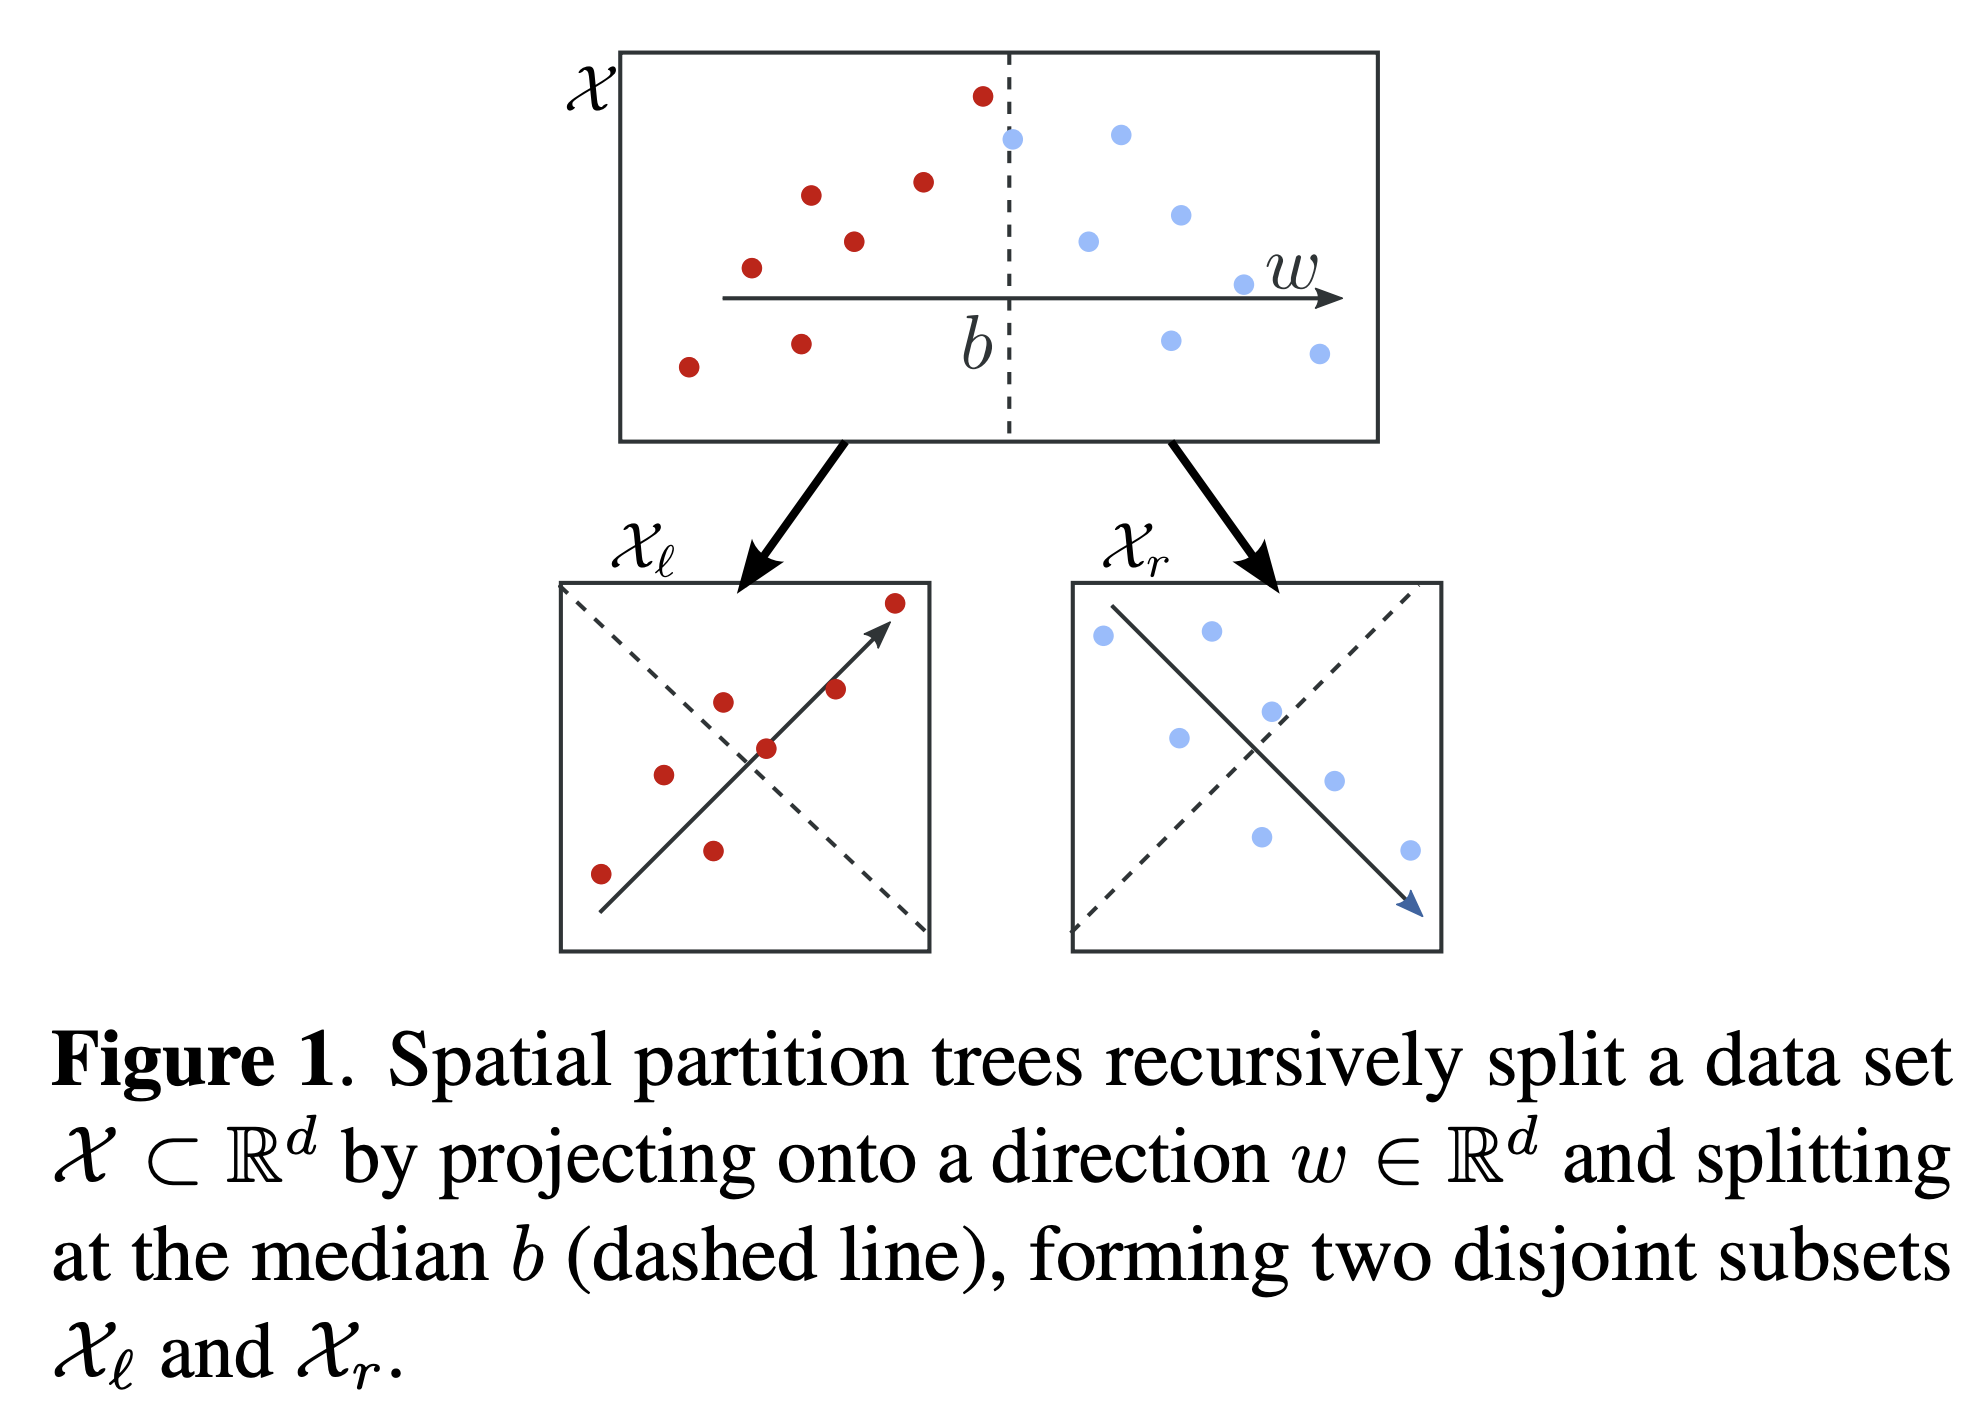 𝒳
w
b
𝒳ℓ
𝒳r
Figure 1. Spatial partition trees recursively split a data set
𝒳 ⊂ ℝᵈ by projecting onto a direction w ∈ ℝᵈ and splitting
at the median b (dashed line), forming two disjoint subsets
𝒳ℓ and 𝒳r.